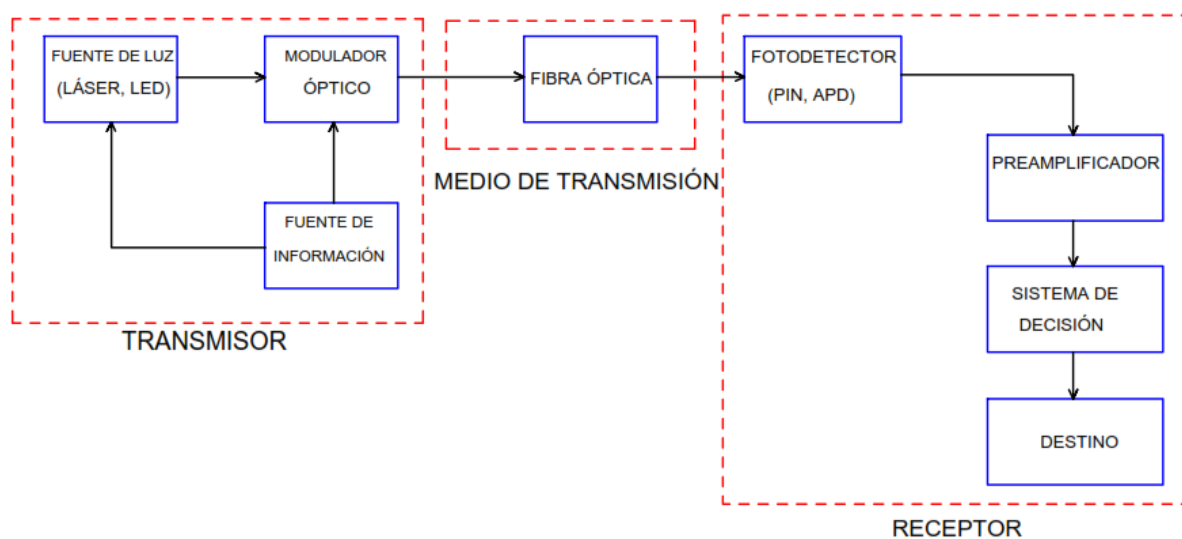 FUENTE DE LUZ
(LÁSER, LED)
MODULADOR
ÓPTICO
FUENTE DE
INFORMACIÓN
TRANSMISOR
FIBRA ÓPTICA
MEDIO DE TRANSMISIÓN
FOTODETECTOR
(PIN, APD)
PREAMPLIFICADOR
SISTEMA DE
DECISIÓN
DESTINO
RECEPTOR